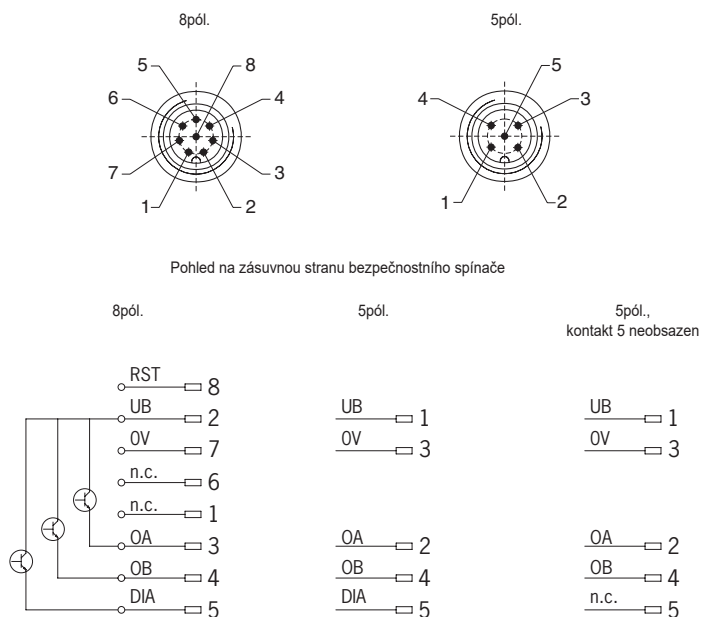 8pól.
5pól.
5
8
6
4
7
3
1
2
5
4
3
1
2
Pohled na zásuvnou stranu bezpečnostního spínače
8pól.
5pól.
5pól.,
kontakt 5 neobsazen
RST 8
UB 2
0V 7
n.c. 6
n.c. 1
OA 3
OB 4
DIA 5
UB 1
0V 3
OA 2
OB 4
DIA 5
UB 1
0V 3
OA 2
OB 4
n.c. 5